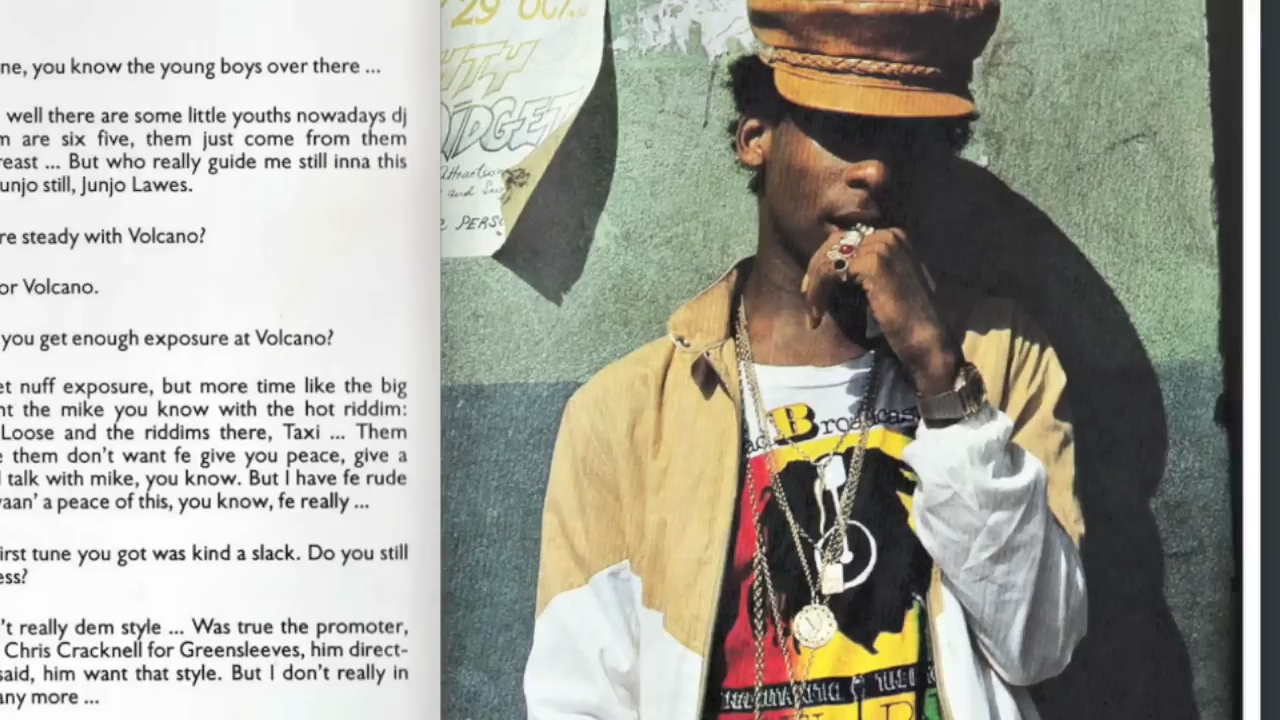 ne, you know the young boys over there ...
well there are some little youths nowadays dj
m are six five, them just come from them
reast ... But who really guide me still inna this
unjo still, Junjo Lawes.
re steady with Volcano?
or Volcano.
you get enough exposure at Volcano?
et nuff exposure, but more time like the big
nt the mike you know with the hot riddim:
Loose and the riddims there, Taxi ... Them
e them don't want fe give you peace, give a
l talk with mike, you know. But I have fe rude
vaan' a peace of this, you know, fe really ...
irst tune you got was kind a slack. Do you still
ess?
't really dem style ... Was true the promoter,
Chris Cracknell for Greensleeves, him direct-
said, him want that style. But I don't really in
any more ...
29 OCT.
UTY
IDGET
Attraction
and
PERS
Broadcas